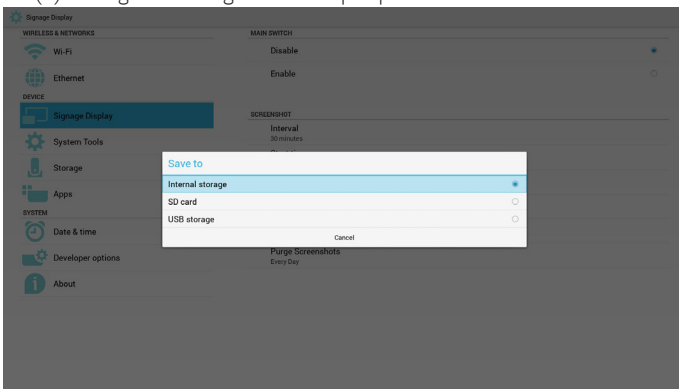 Signage Display
WIRELESS & NETWORKS
Wi-Fi
Ethernet
DEVICE
Signage Display
System Tools
Storage
Apps
SYSTEM
Date & time
Developer options
About
MAIN SWITCH
Disable
Enable
SCREENSHOT
Interval
30 minutes
Save to
Internal storage
SD card
USB storage
Cancel
Purge Screenshots
Every Day